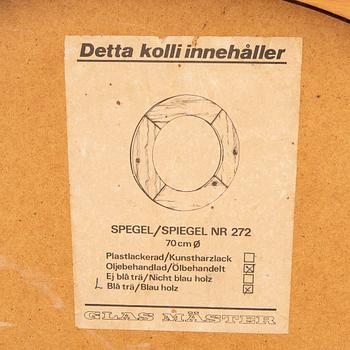 Detta kolli innehåller
SPEGEL/SPIEGEL NR 272
70 cm Ø
Plastlackerad/Kunstharzlack
Oljebehandlad/Ölbehandelt
Ej blå trä/Nicht blau holz
L Blå trä/Blau holz
GLAS MÄSTER